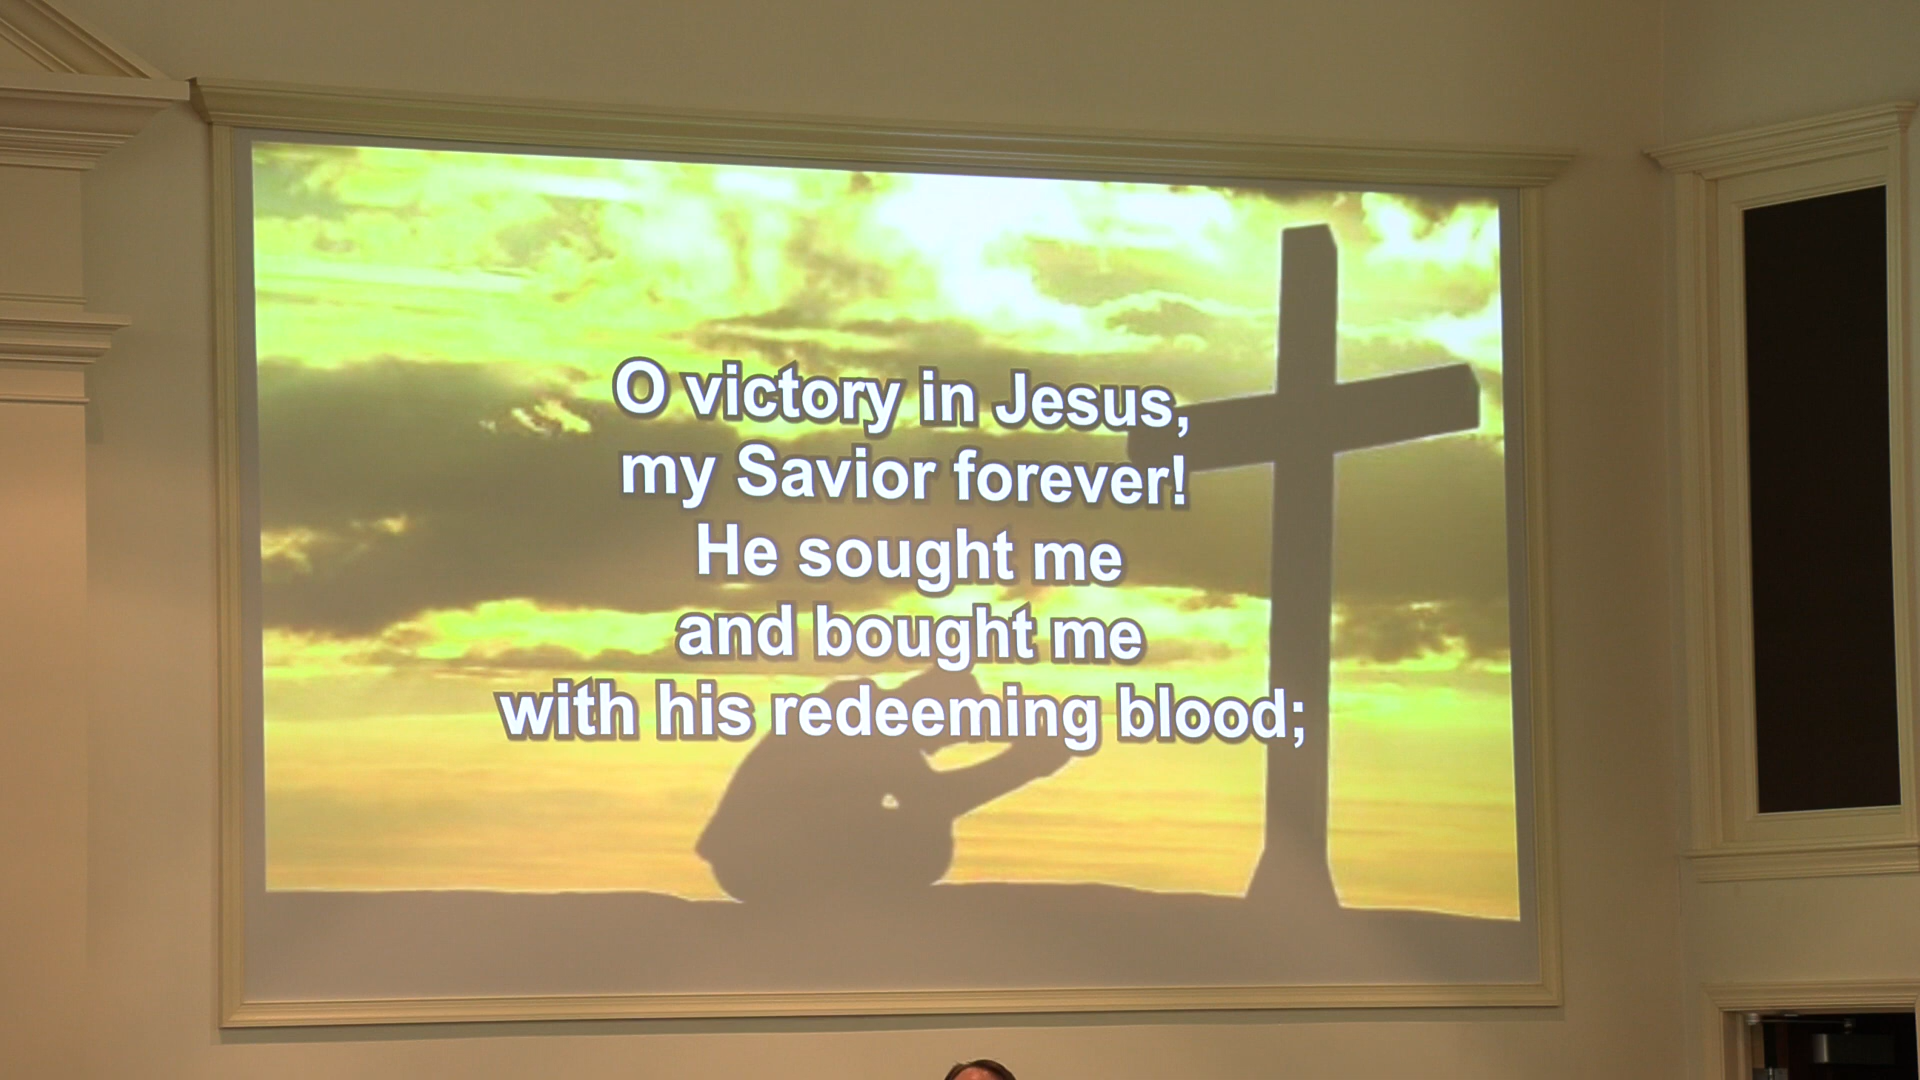 O victory in Jesus,
my Savior forever!
He sought me
and bought me
with his redeeming blood;